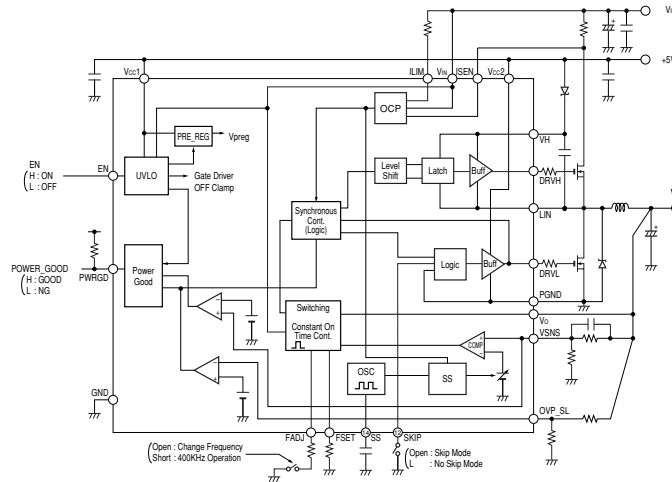 +5V
VCC1
ILIM
VIN
ISEN
VCC2
OCP
PRE_REG
Vpreg
VH
EN
H : ON
L : OFF
EN
UVLO
Gate Driver
OFF Clamp
Level
Shift
Latch
Buff
DRVH
LIN
Synchronous
Cont.
(Logic)
Logic
Buff
DRVL
POWER_GOOD
H : GOOD
L : NG
PWRGD
Power
Good
PGND
Switching
Constant On
Time Cont.
VO
VSNS
COMP
OSC
SS
GND
OVP_SL
FADJ
FSET
14
SS
12
SKIP
Open : Change Frequency
Short : 400KHz Operation
Open : Skip Mode
L : No Skip Mode